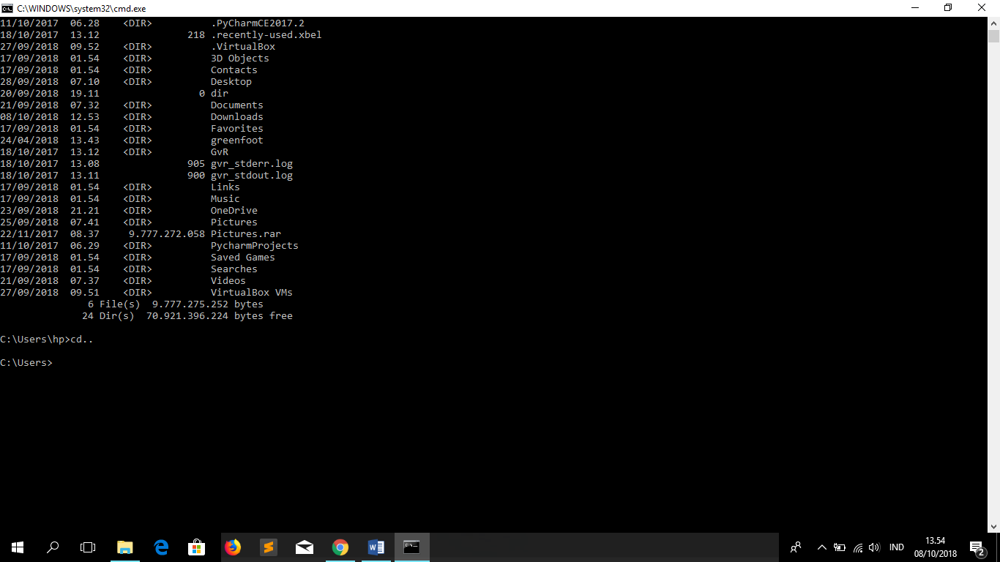 C:\WINDOWS\system32\cmd.exe
11/10/2017  06.28    <DIR>          .PyCharmCE2017.2
18/10/2017  13.12               218 .recently-used.xbel
27/09/2018  09.52    <DIR>          .VirtualBox
17/09/2018  01.54    <DIR>          3D Objects
17/09/2018  01.54    <DIR>          Contacts
28/09/2018  07.10    <DIR>          Desktop
20/09/2018  19.11                 0 dir
21/09/2018  07.32    <DIR>          Documents
08/10/2018  12.53    <DIR>          Downloads
17/09/2018  01.54    <DIR>          Favorites
24/04/2018  13.43    <DIR>          greenfoot
18/10/2017  13.12    <DIR>          GvR
18/10/2017  13.08               905 gvr_stderr.log
18/10/2017  13.11               900 gvr_stdout.log
17/09/2018  01.54    <DIR>          Links
17/09/2018  01.54    <DIR>          Music
23/09/2018  21.21    <DIR>          OneDrive
25/09/2018  07.41    <DIR>          Pictures
22/11/2017  08.37     9.777.272.058 Pictures.rar
11/10/2017  06.29    <DIR>          PycharmProjects
17/09/2018  01.54    <DIR>          Saved Games
17/09/2018  01.54    <DIR>          Searches
21/09/2018  07.37    <DIR>          Videos
27/09/2018  09.51    <DIR>          VirtualBox VMs
               6 File(s)  9.777.275.252 bytes
              24 Dir(s)  70.921.396.224 bytes free
C:\Users\hp>cd..
C:\Users>
IND
13.54
08/10/2018
2